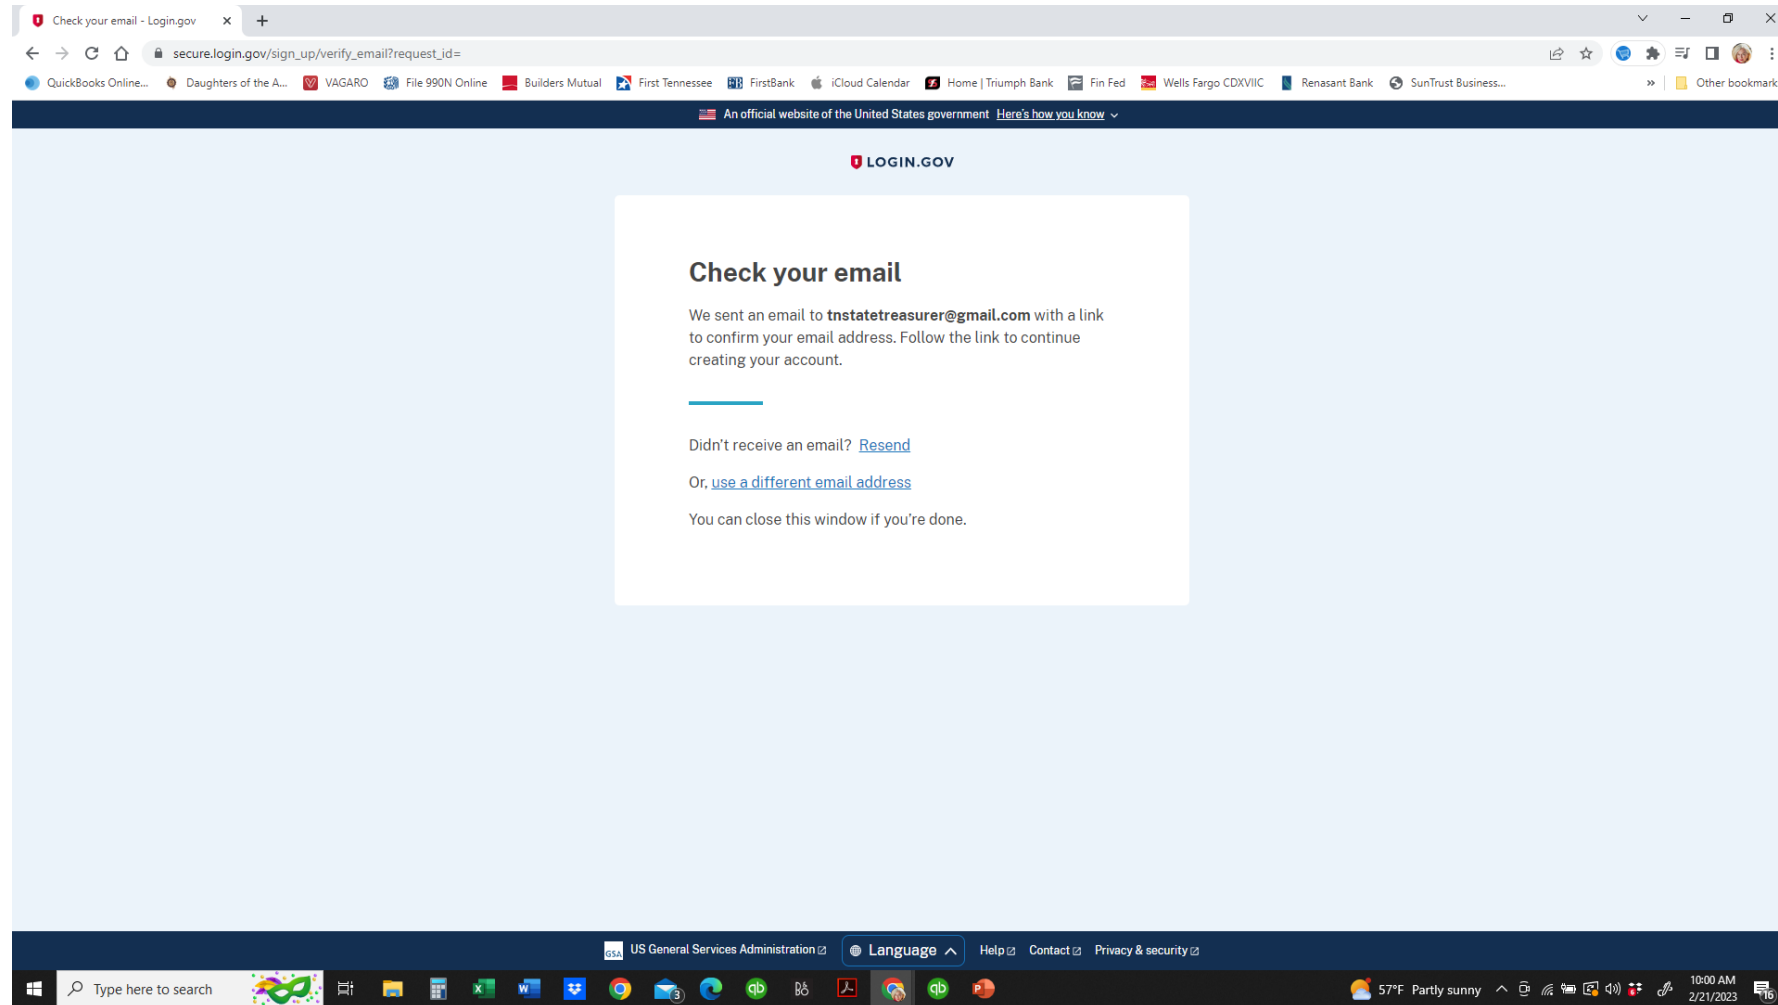 Check your email - Login.gov
secure.login.gov/sign_up/verify_email?request_id=
QuickBooks Online... Daughters of the A... VAGARO File 990N Online Builders Mutual First Tennessee FirstBank iCloud Calendar Home | Triumph Bank Fin Fed Wells Fargo CDXVIIC Renasant Bank SunTrust Business... » Other bookmark
An official website of the United States government Here's how you know
LOGIN.GOV
Check your email
We sent an email to tnstatetreasurer@gmail.com with a link
to confirm your email address. Follow the link to continue
creating your account.
Didn't receive an email? Resend
Or, use a different email address
You can close this window if you're done.
GSA US General Services Administration Language Help Contact Privacy & security
Type here to search
3
57°F Partly sunny
10:00 AM
2/21/2023
16